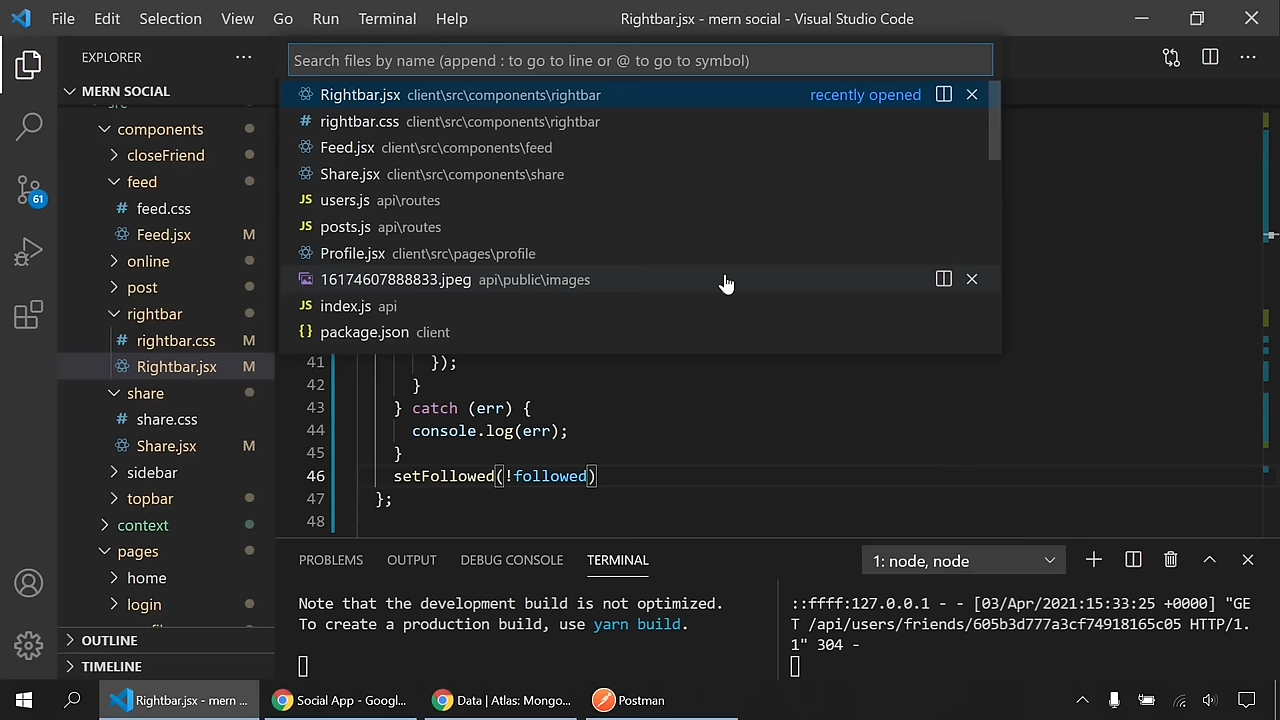 File Edit Selection View Go Run Terminal Help Rightbar.jsx - mern social - Visual Studio Code
EXPLORER
MERN SOCIAL
components
closeFriend
feed
# feed.css
Feed.jsx M
online
post
rightbar
# rightbar.css M
Rightbar.jsx M
share
# share.css
Share.jsx M
sidebar
topbar
context
pages
home
login
OUTLINE
TIMELINE
61
Search files by name (append : to go to line or @ to go to symbol)
Rightbar.jsx client\src\components\rightbar recently opened
# rightbar.css client\src\components\rightbar
Feed.jsx client\src\components\feed
Share.jsx client\src\components\share
JS users.js api\routes
JS posts.js api\routes
Profile.jsx client\src\pages\profile
16174607888833.jpeg api\public\images
JS index.js api
{} package.json client
41 });
42 }
43 } catch (err) {
44 console.log(err);
45 }
46 setFollowed(!followed)
47 };
48
PROBLEMS OUTPUT DEBUG CONSOLE TERMINAL 1: node, node
Note that the development build is not optimized.
To create a production build, use yarn build.
::ffff:127.0.0.1 - - [03/Apr/2021:15:33:25 +0000] "GE
T /api/users/friends/605b3d777a3cf74918165c05 HTTP/1.
1" 304 -
Rightbar.jsx - mern ... Social App - Googl... Data | Atlas: Mongo... Postman